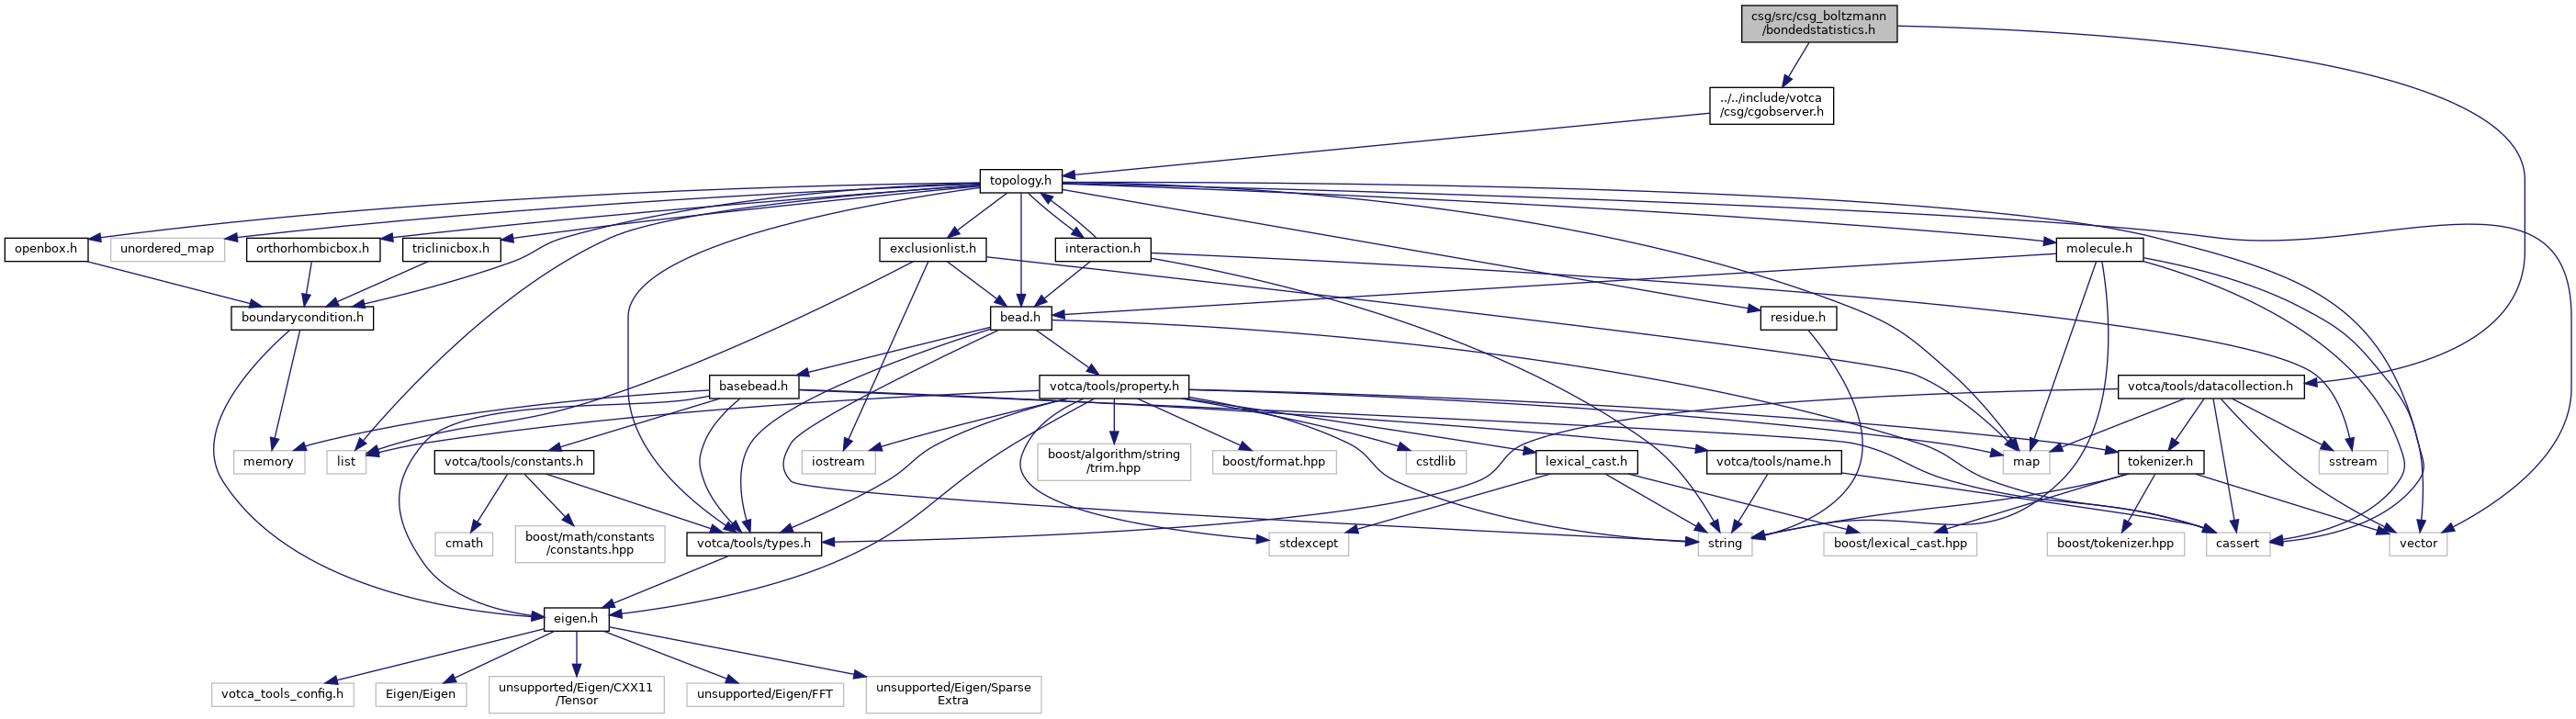 csg/src/csg_boltzmann
/bondedstatistics.h
../../include/votca
/csg/cgobserver.h
topology.h
openbox.h
unordered_map
orthorhombicbox.h
triclinicbox.h
exclusionlist.h
interaction.h
molecule.h
boundarycondition.h
bead.h
residue.h
basebead.h
votca/tools/property.h
votca/tools/datacollection.h
memory
list
votca/tools/constants.h
iostream
boost/algorithm/string
/trim.hpp
boost/format.hpp
cstdlib
lexical_cast.h
votca/tools/name.h
map
tokenizer.h
sstream
cmath
boost/math/constants
/constants.hpp
votca/tools/types.h
stdexcept
string
boost/lexical_cast.hpp
boost/tokenizer.hpp
cassert
vector
eigen.h
votca_tools_config.h
Eigen/Eigen
unsupported/Eigen/CXX11
/Tensor
unsupported/Eigen/FFT
unsupported/Eigen/Sparse
Extra